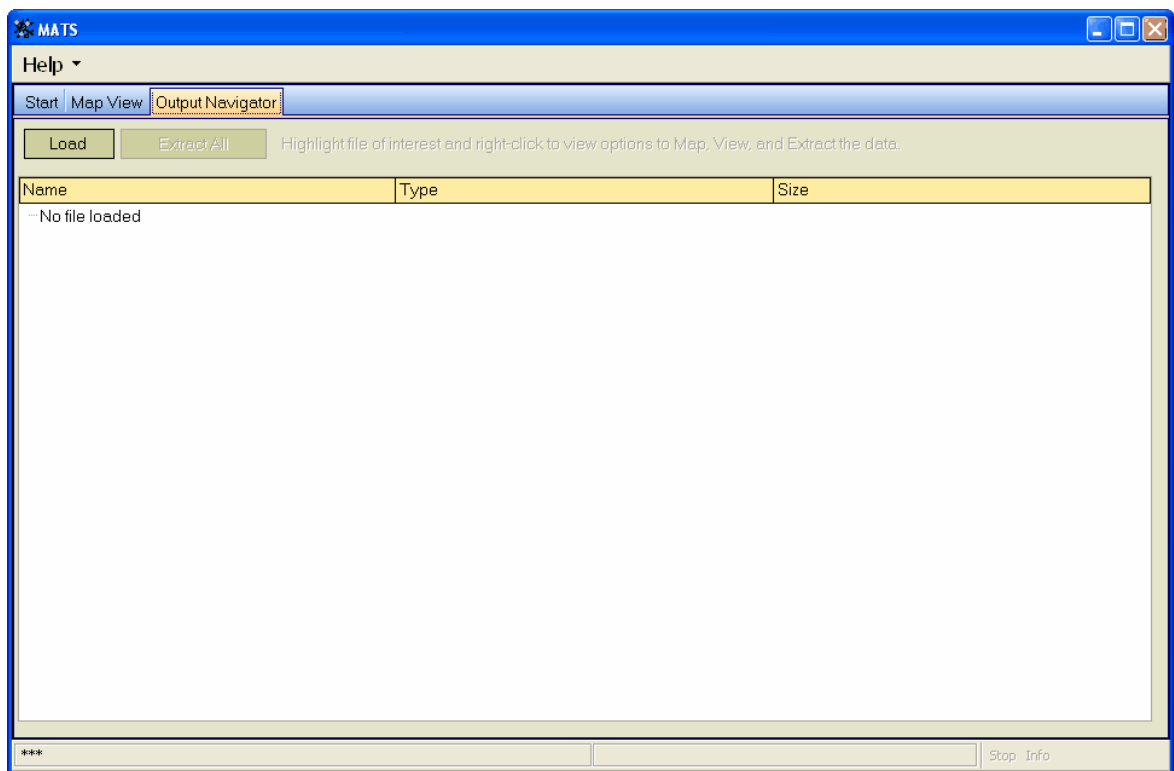 MATS
Help
Start Map View Output Navigator
Load Extract All Highlight file of interest and right-click to view options to Map, View, and Extract the data.
Name Type Size
No file loaded
*** Stop Info